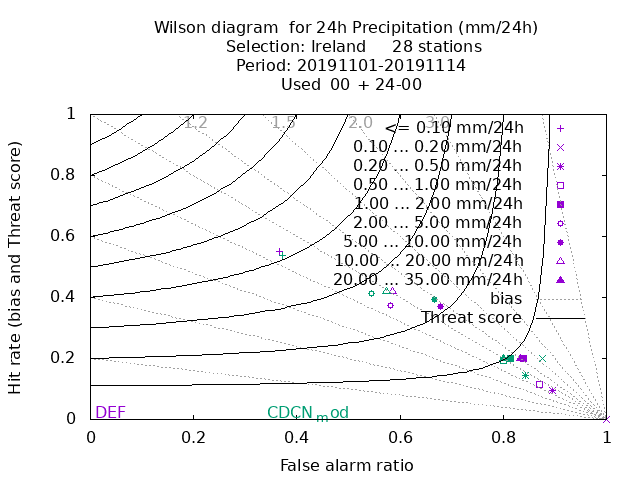 Wilson diagram  for 24h Precipitation (mm/24h)
Selection: Ireland     28 stations
Period: 20191101-20191114
Used  00 + 24-00
1.2 1.5 2.0 3.0
<= 0.10 mm/24h
0.10 ... 0.20 mm/24h
0.20 ... 0.50 mm/24h
0.50 ... 1.00 mm/24h
1.00 ... 2.00 mm/24h
2.00 ... 5.00 mm/24h
5.00 ... 10.00 mm/24h
10.00 ... 20.00 mm/24h
20.00 ... 35.00 mm/24h
bias
Threat score
Hit rate (bias and Threat score)
1
0.8
0.6
0.4
0.2
0
DEF CDCNmod
0 0.2 0.4 0.6 0.8 1
False alarm ratio